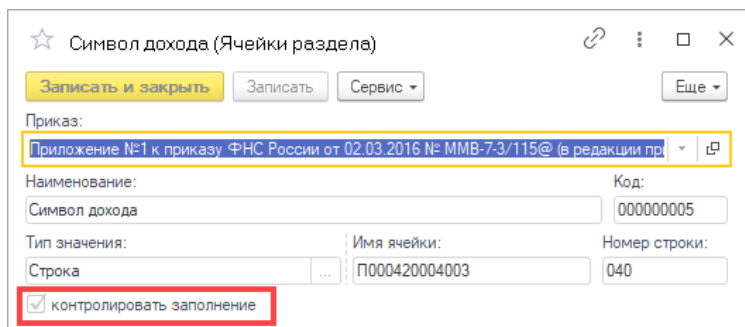 Символ дохода (Ячейки раздела)
Записать и закрыть Записать Сервис Еще
Приказ:
Приложение №1 к приказу ФНС России от 02.03.2016 № ММВ-7-3/115@ (в редакции
Наименование: Код:
Символ дохода 000000005
Тип значения: Имя ячейки: Номер строки:
Строка ... П000420004003 040
контролировать заполнение